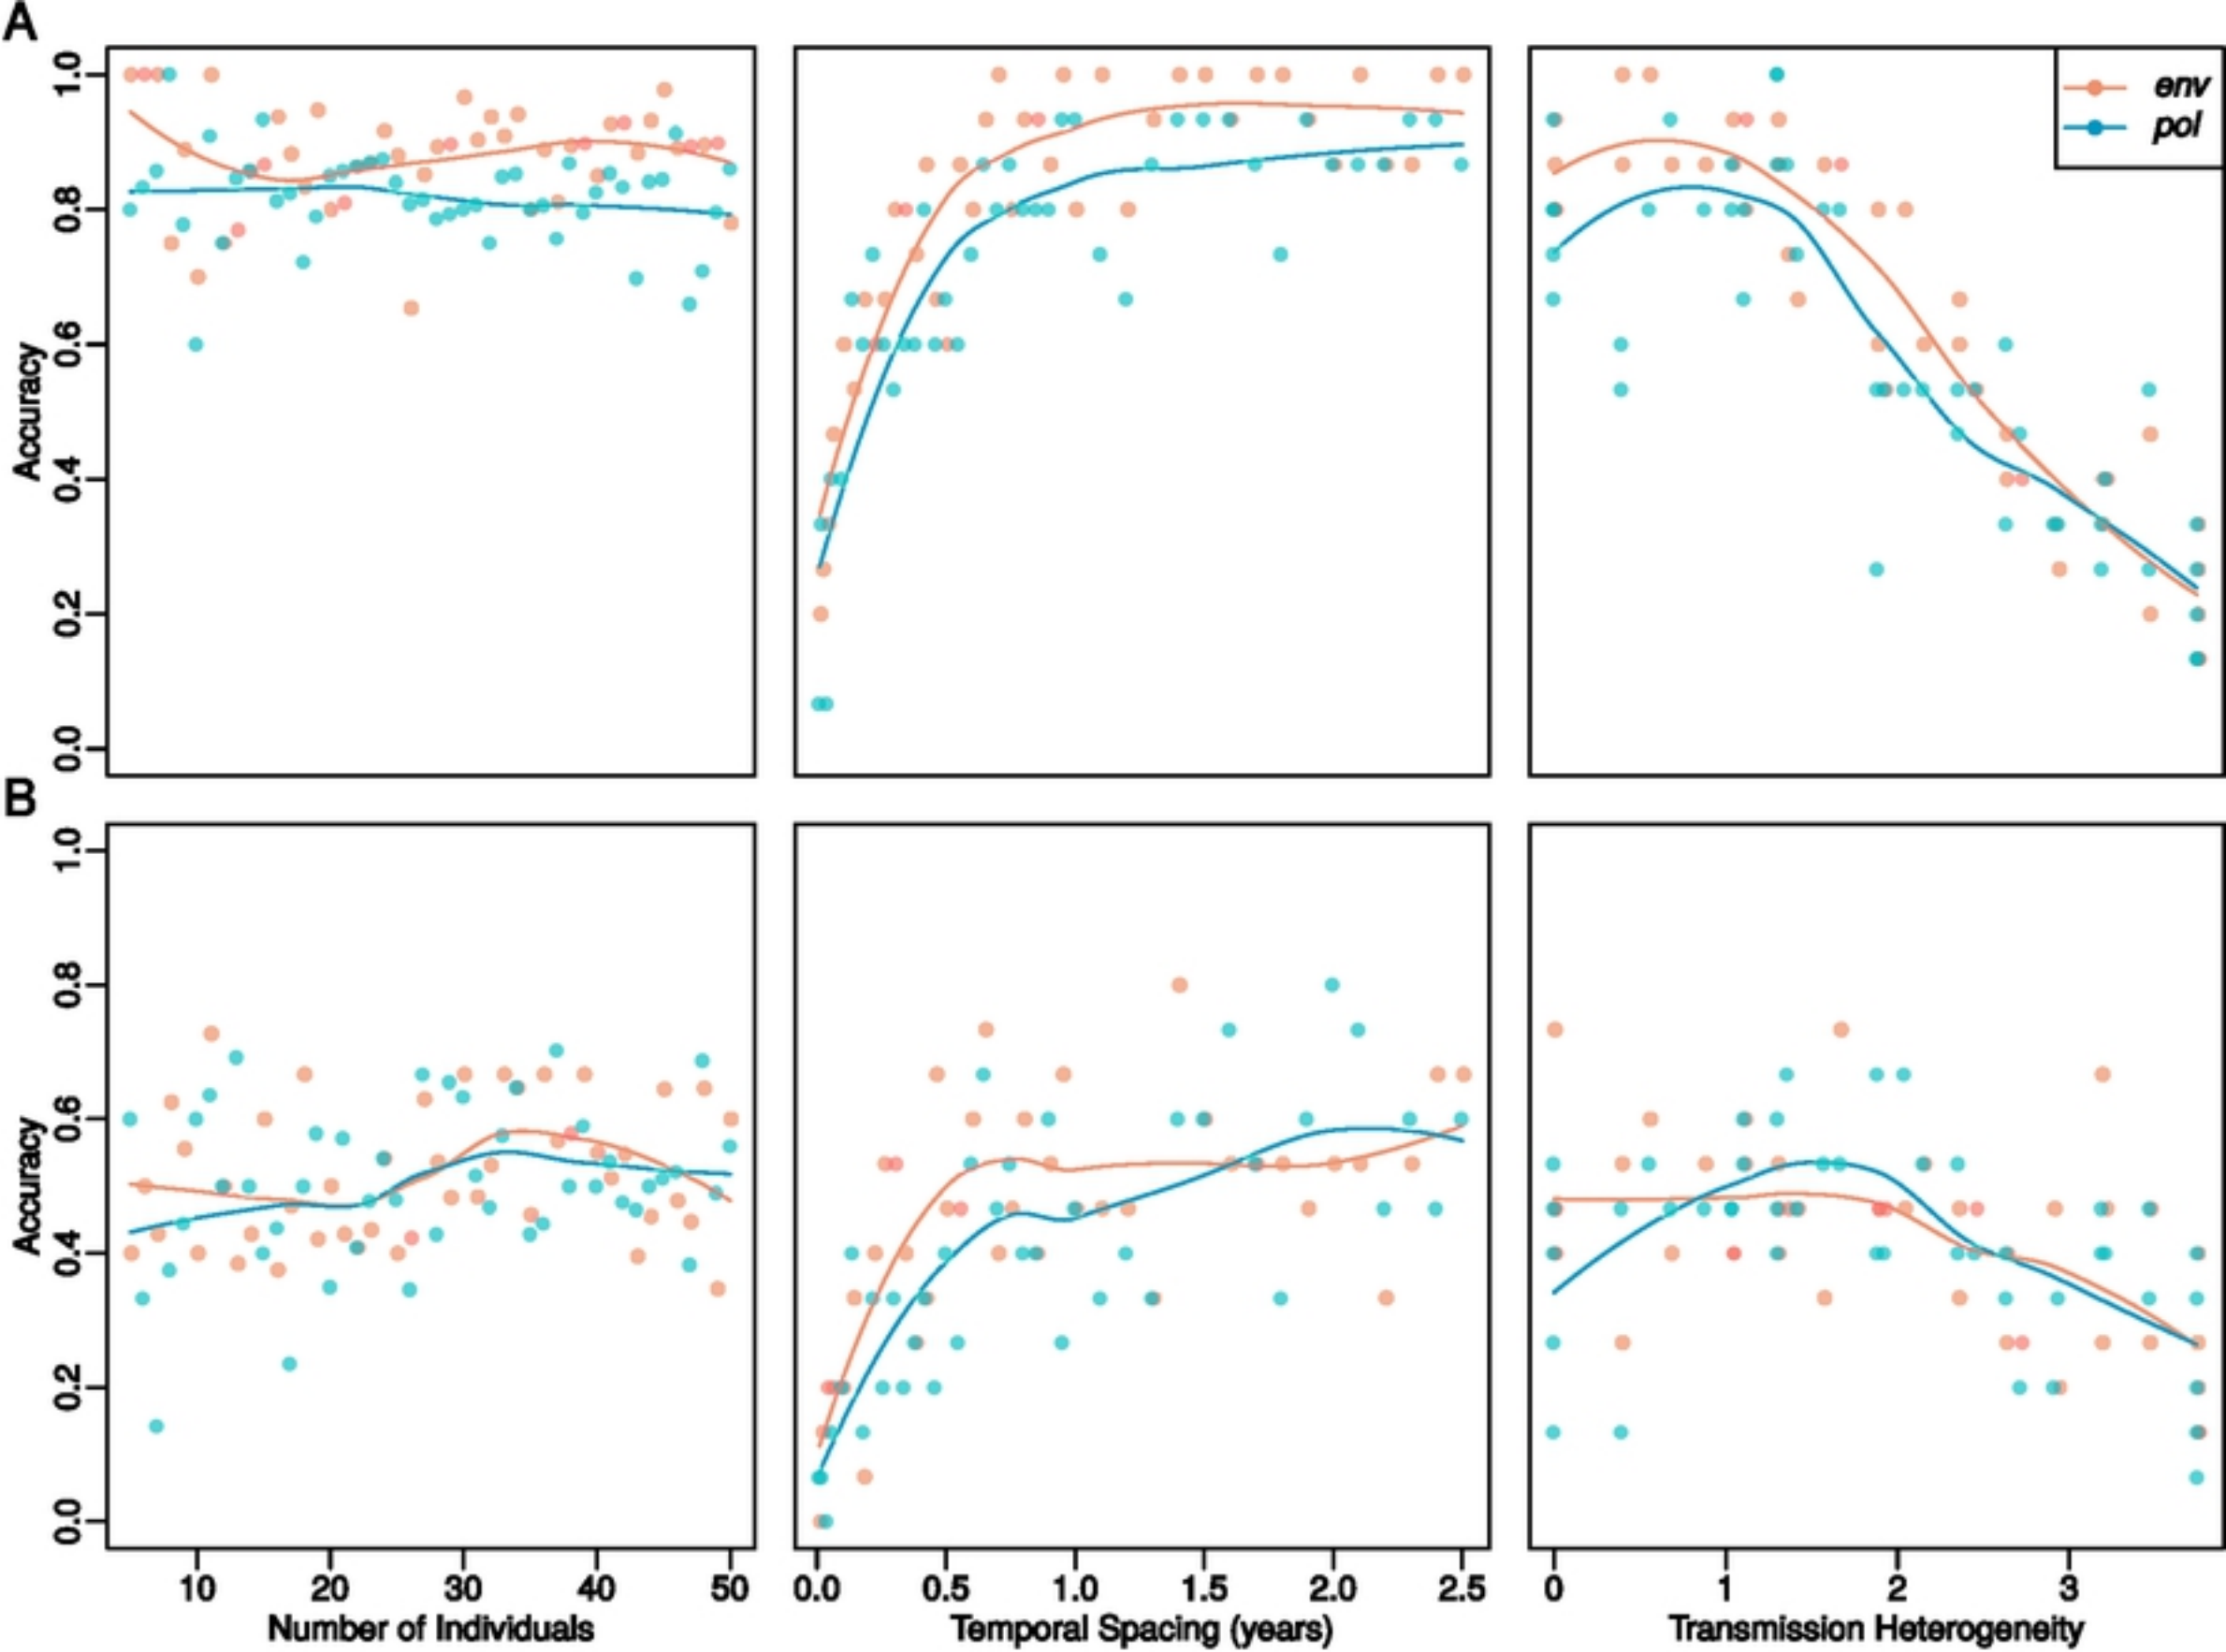 A
1.0
0.8
0.6
0.4
0.2
0.0
Accuracy
env
pol
B
1.0
0.8
0.6
0.4
0.2
0.0
Accuracy
10 20 30 40 50
0.0 0.5 1.0 1.5 2.0 2.5
0 1 2 3
Number of Individuals
Temporal Spacing (years)
Transmission Heterogeneity